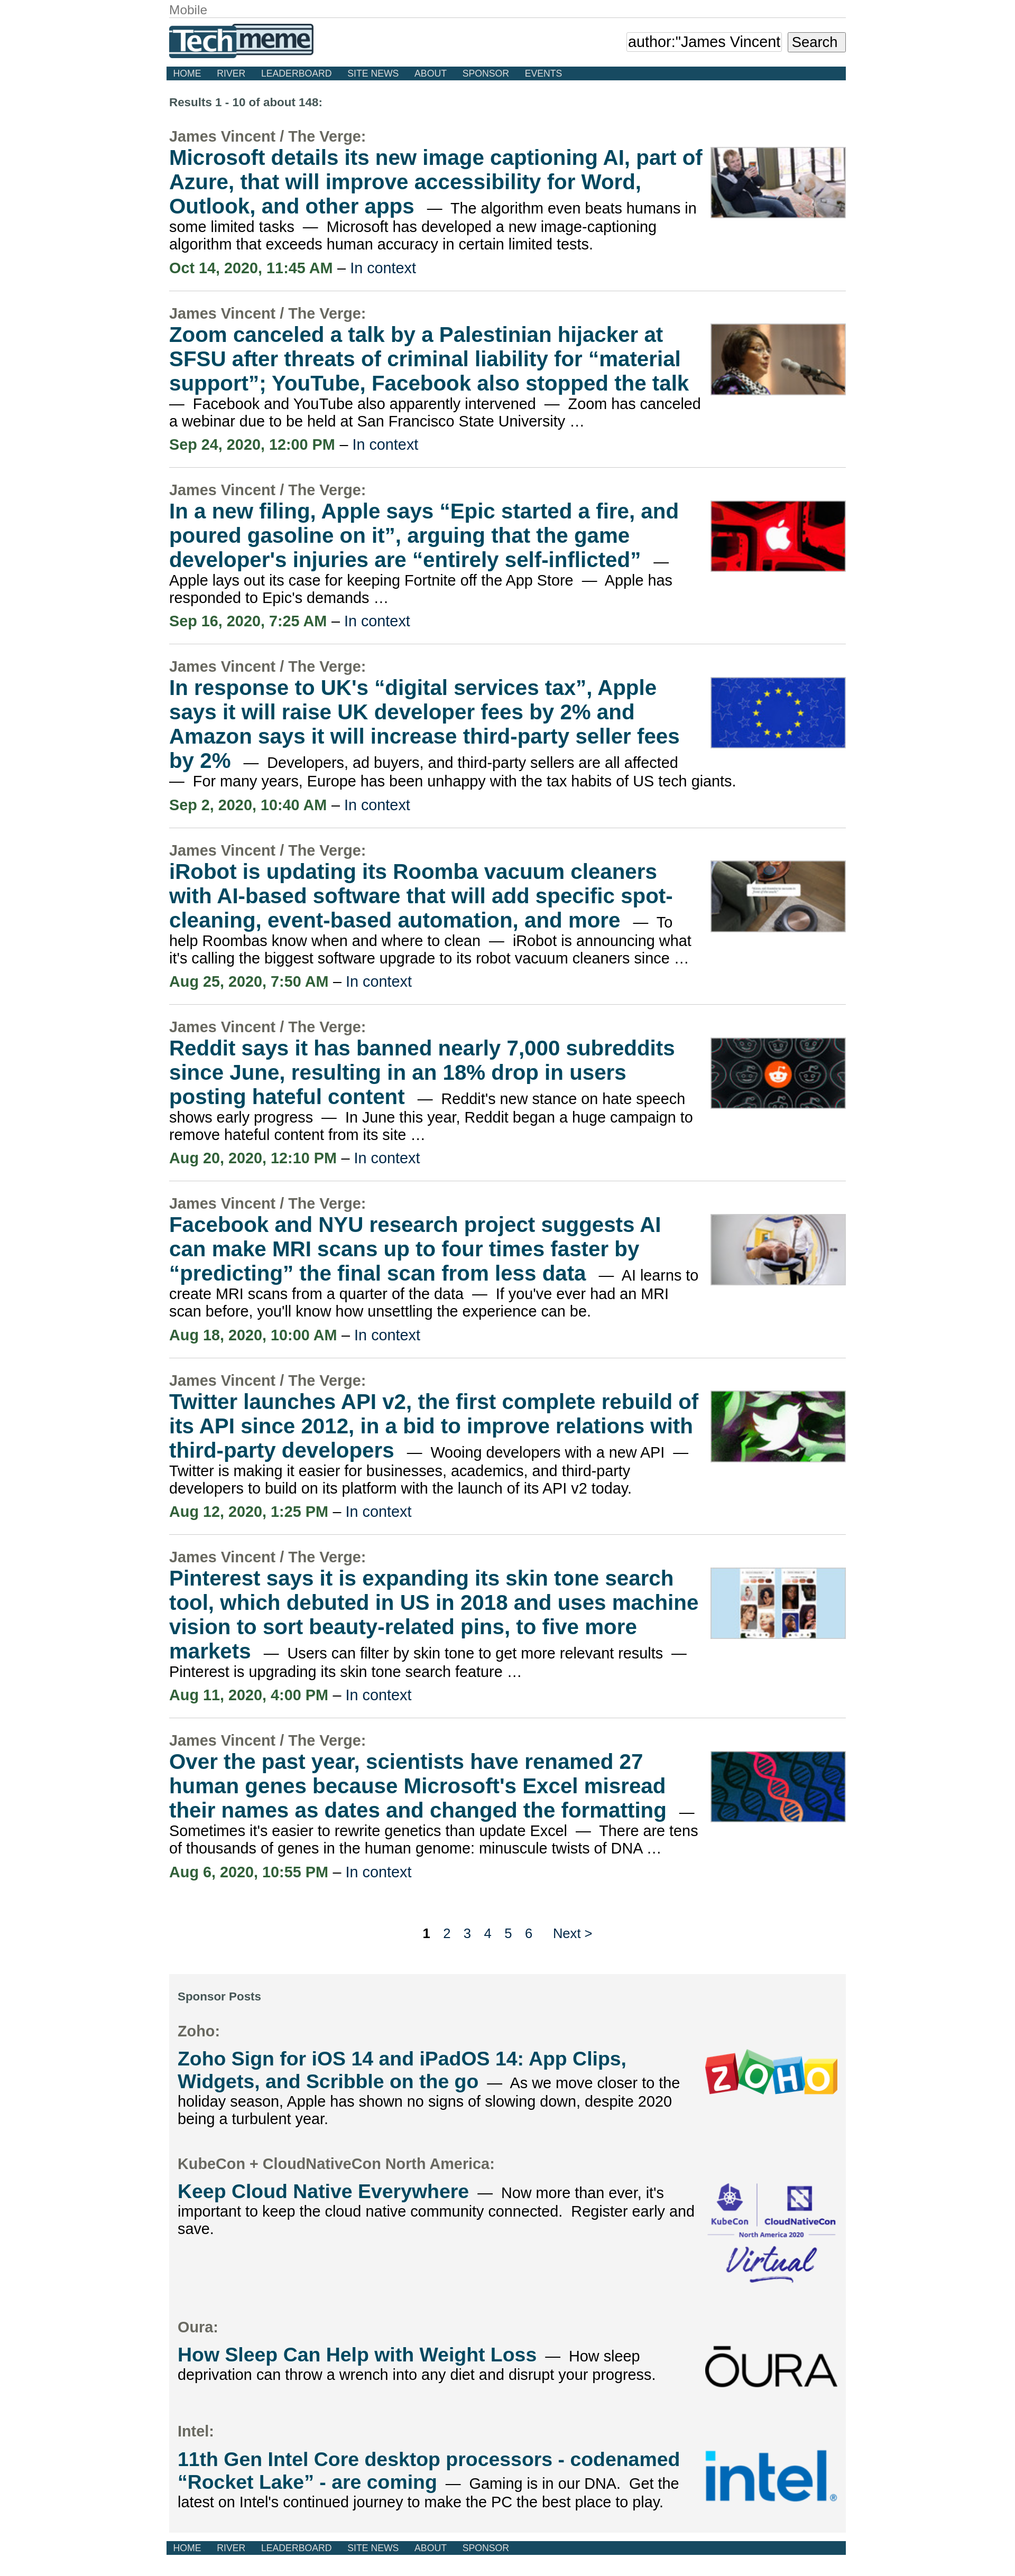 Mobile
Techmeme
author:"James Vincent
Search
HOME RIVER LEADERBOARD SITE NEWS ABOUT SPONSOR EVENTS
Results 1 - 10 of about 148:
James Vincent / The Verge:
Microsoft details its new image captioning AI, part of
Azure, that will improve accessibility for Word,
Outlook, and other apps — The algorithm even beats humans in
some limited tasks — Microsoft has developed a new image-captioning
algorithm that exceeds human accuracy in certain limited tests.
Oct 14, 2020, 11:45 AM – In context
James Vincent / The Verge:
Zoom canceled a talk by a Palestinian hijacker at
SFSU after threats of criminal liability for “material
support”; YouTube, Facebook also stopped the talk
— Facebook and YouTube also apparently intervened — Zoom has canceled
a webinar due to be held at San Francisco State University …
Sep 24, 2020, 12:00 PM – In context
James Vincent / The Verge:
In a new filing, Apple says “Epic started a fire, and
poured gasoline on it”, arguing that the game
developer's injuries are “entirely self-inflicted” —
Apple lays out its case for keeping Fortnite off the App Store — Apple has
responded to Epic's demands …
Sep 16, 2020, 7:25 AM – In context
James Vincent / The Verge:
In response to UK's “digital services tax”, Apple
says it will raise UK developer fees by 2% and
Amazon says it will increase third-party seller fees
by 2% — Developers, ad buyers, and third-party sellers are all affected
— For many years, Europe has been unhappy with the tax habits of US tech giants.
Sep 2, 2020, 10:40 AM – In context
James Vincent / The Verge:
iRobot is updating its Roomba vacuum cleaners
with AI-based software that will add specific spot-
cleaning, event-based automation, and more — To
help Roombas know when and where to clean — iRobot is announcing what
it's calling the biggest software upgrade to its robot vacuum cleaners since …
Aug 25, 2020, 7:50 AM – In context
James Vincent / The Verge:
Reddit says it has banned nearly 7,000 subreddits
since June, resulting in an 18% drop in users
posting hateful content — Reddit's new stance on hate speech
shows early progress — In June this year, Reddit began a huge campaign to
remove hateful content from its site …
Aug 20, 2020, 12:10 PM – In context
James Vincent / The Verge:
Facebook and NYU research project suggests AI
can make MRI scans up to four times faster by
“predicting” the final scan from less data — AI learns to
create MRI scans from a quarter of the data — If you've ever had an MRI
scan before, you'll know how unsettling the experience can be.
Aug 18, 2020, 10:00 AM – In context
James Vincent / The Verge:
Twitter launches API v2, the first complete rebuild of
its API since 2012, in a bid to improve relations with
third-party developers — Wooing developers with a new API —
Twitter is making it easier for businesses, academics, and third-party
developers to build on its platform with the launch of its API v2 today.
Aug 12, 2020, 1:25 PM – In context
James Vincent / The Verge:
Pinterest says it is expanding its skin tone search
tool, which debuted in US in 2018 and uses machine
vision to sort beauty-related pins, to five more
markets — Users can filter by skin tone to get more relevant results —
Pinterest is upgrading its skin tone search feature …
Aug 11, 2020, 4:00 PM – In context
James Vincent / The Verge:
Over the past year, scientists have renamed 27
human genes because Microsoft's Excel misread
their names as dates and changed the formatting —
Sometimes it's easier to rewrite genetics than update Excel — There are tens
of thousands of genes in the human genome: minuscule twists of DNA …
Aug 6, 2020, 10:55 PM – In context
1 2 3 4 5 6 Next >
Sponsor Posts
Zoho:
Zoho Sign for iOS 14 and iPadOS 14: App Clips,
Widgets, and Scribble on the go — As we move closer to the
holiday season, Apple has shown no signs of slowing down, despite 2020
being a turbulent year.
ZOHO
KubeCon + CloudNativeCon North America:
Keep Cloud Native Everywhere — Now more than ever, it's
important to keep the cloud native community connected. Register early and
save.
KubeCon CloudNativeCon
North America 2020
Virtual
Oura:
How Sleep Can Help with Weight Loss — How sleep
deprivation can throw a wrench into any diet and disrupt your progress.
ŌURA
Intel:
11th Gen Intel Core desktop processors - codenamed
“Rocket Lake” - are coming — Gaming is in our DNA. Get the
latest on Intel's continued journey to make the PC the best place to play.
intel®
HOME RIVER LEADERBOARD SITE NEWS ABOUT SPONSOR